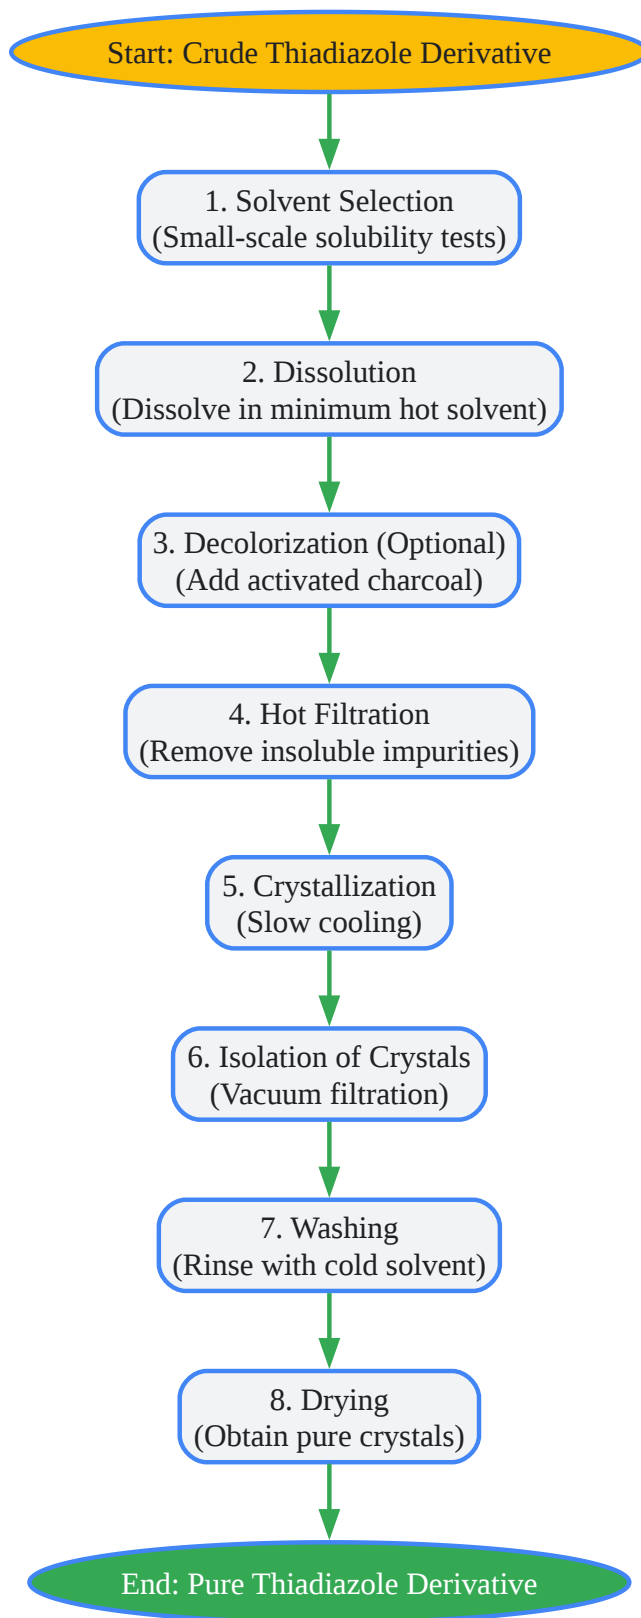 Start: Crude Thiadiazole Derivative
1. Solvent Selection
(Small-scale solubility tests)
2. Dissolution
(Dissolve in minimum hot solvent)
3. Decolorization (Optional)
(Add activated charcoal)
4. Hot Filtration
(Remove insoluble impurities)
5. Crystallization
(Slow cooling)
6. Isolation of Crystals
(Vacuum filtration)
7. Washing
(Rinse with cold solvent)
8. Drying
(Obtain pure crystals)
End: Pure Thiadiazole Derivative